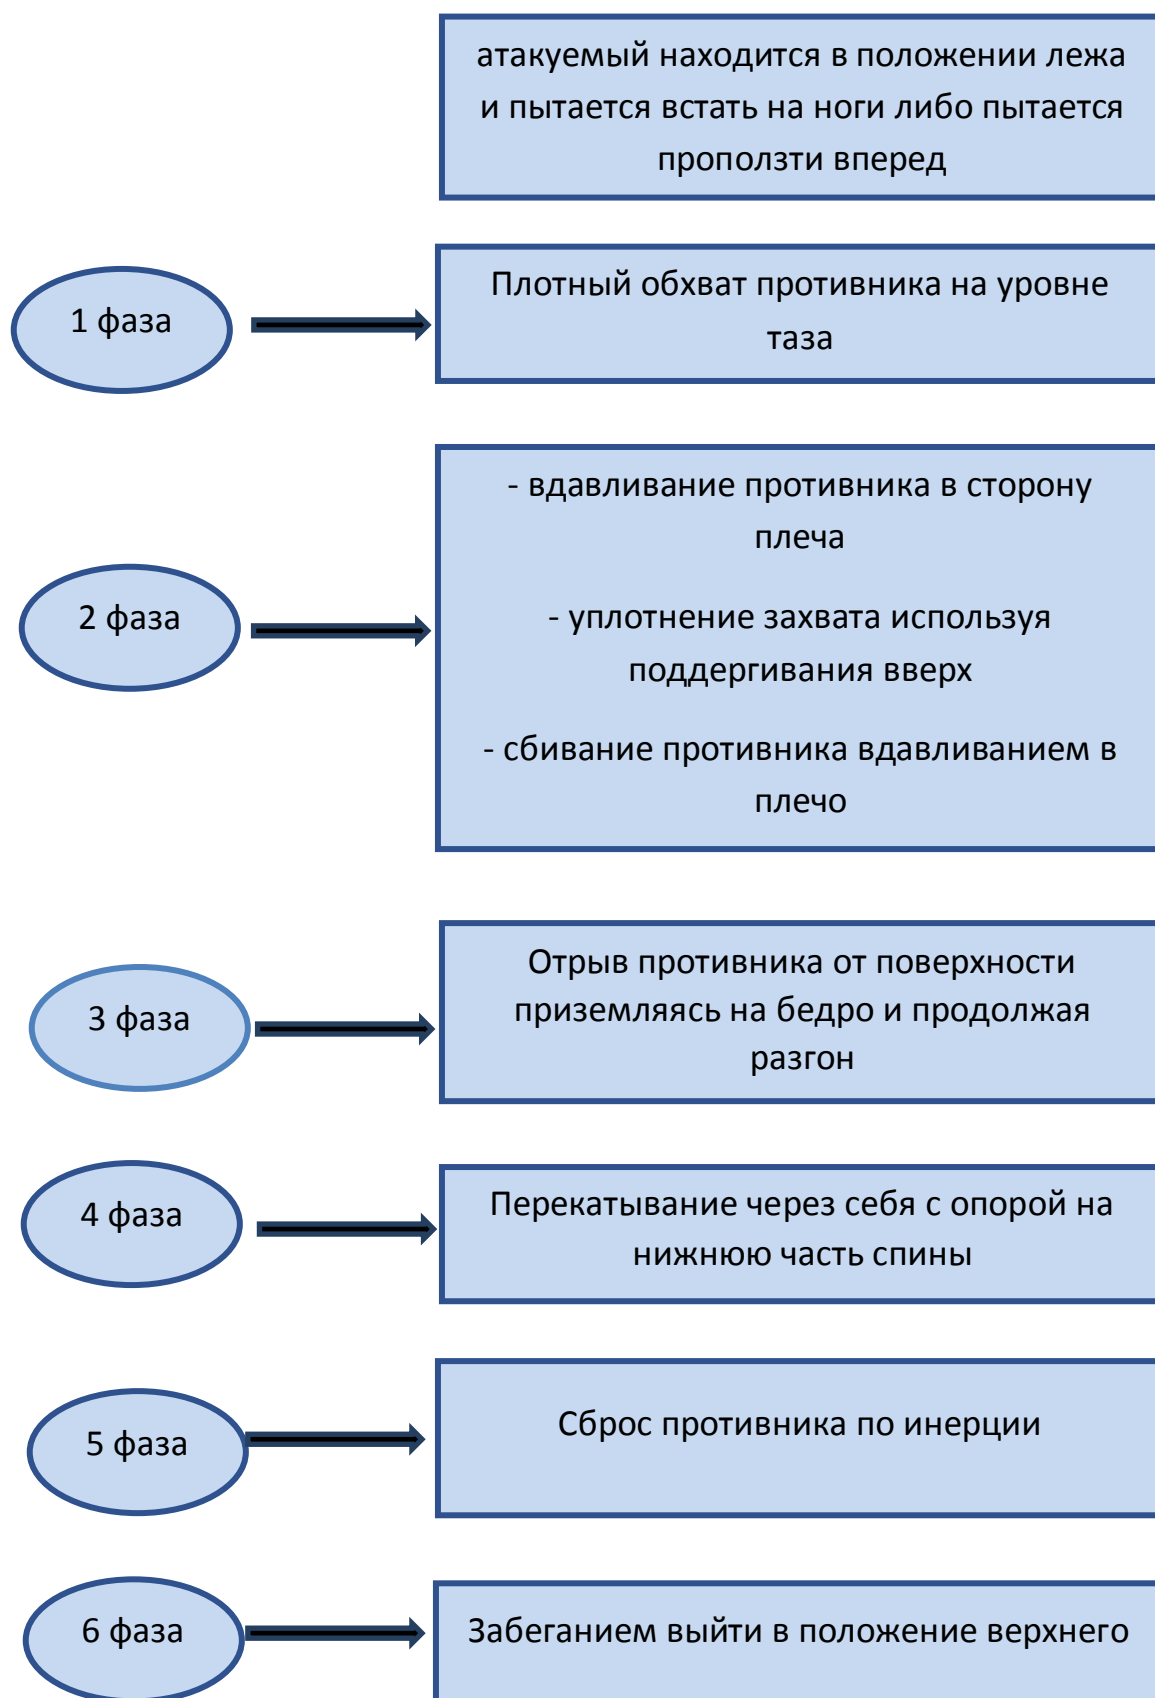 атакуемый находится в положении лежа
и пытается встать на ноги либо пытается
проползти вперед
1 фаза
Плотный обхват противника на уровне
таза
2 фаза
- вдавливание противника в сторону
плеча
- уплотнение захвата используя
поддергивания вверх
- сбивание противника вдавливанием в
плечо
3 фаза
Отрыв противника от поверхности
приземляясь на бедро и продолжая
разгон
4 фаза
Перекатывание через себя с опорой на
нижнюю часть спины
5 фаза
Сброс противника по инерции
6 фаза
Забеганием выйти в положение верхнего